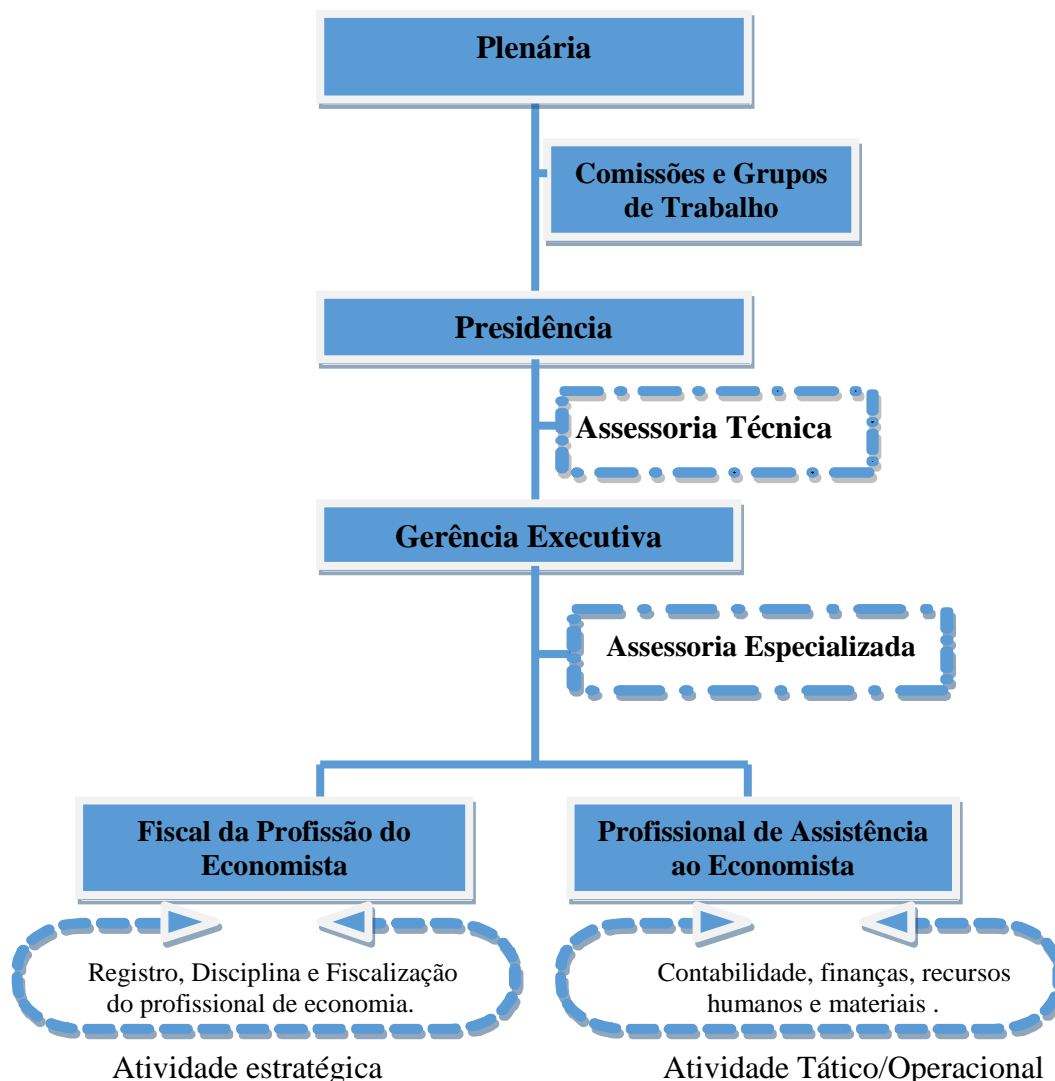 Plenária
Comissões e Grupos
de Trabalho
Presidência
Assessoria Técnica
Gerência Executiva
Assessoria Especializada
Fiscal da Profissão do
Economista
Profissional de Assistência
ao Economista
Registro, Disciplina e Fiscalização
do profissional de economia.
Contabilidade, finanças, recursos
humanos e materiais .
Atividade estratégica
Atividade Tático/Operacional